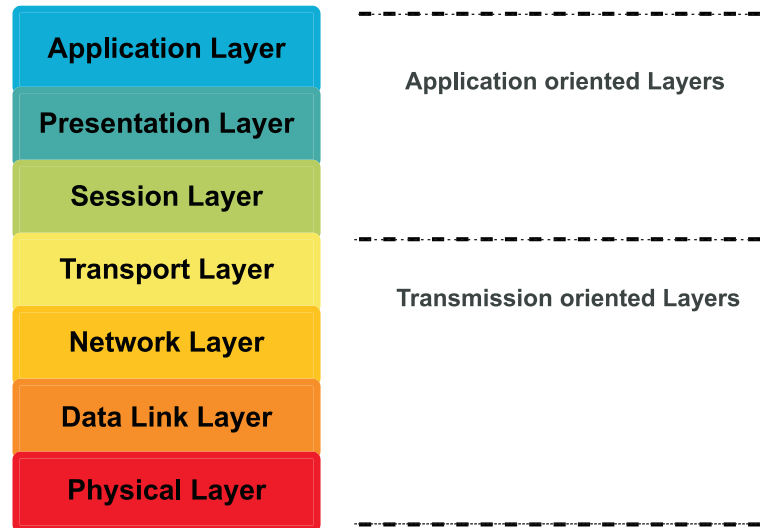 Application Layer
Application oriented Layers
Presentation Layer
Session Layer
Transport Layer
Transmission oriented Layers
Network Layer
Data Link Layer
Physical Layer